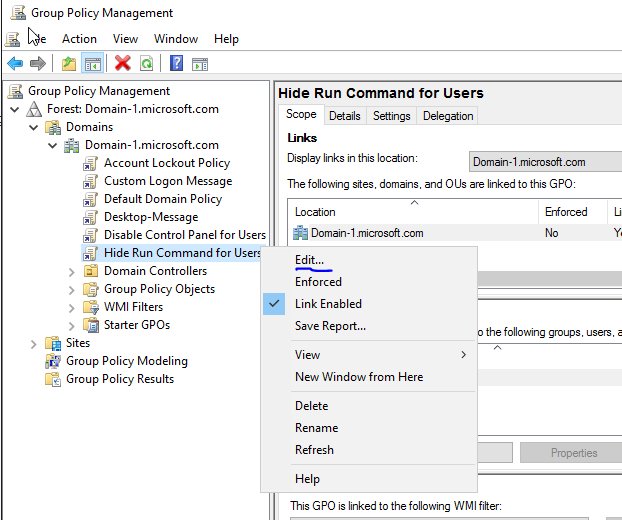 Group Policy Management
Action View Window Help
Group Policy Management
Forest: Domain-1.microsoft.com
Domains
Domain-1.microsoft.com
Account Lockout Policy
Custom Logon Message
Default Domain Policy
Desktop-Message
Disable Control Panel for Users
Hide Run Command for Users
Domain Controllers
Group Policy Objects
WMI Filters
Starter GPOs
Sites
Group Policy Modeling
Group Policy Results
Hide Run Command for Users
Scope Details Settings Delegation
Links
Display links in this location: Domain-1.microsoft.com
The following sites, domains, and OUs are linked to this GPO:
Location Enforced
Domain-1.microsoft.com No
Edit...
Enforced
Link Enabled
Save Report...
View
New Window from Here
Delete
Rename
Refresh
Help
to the following groups, users, a
Properties
This GPO is linked to the following WMI filter: